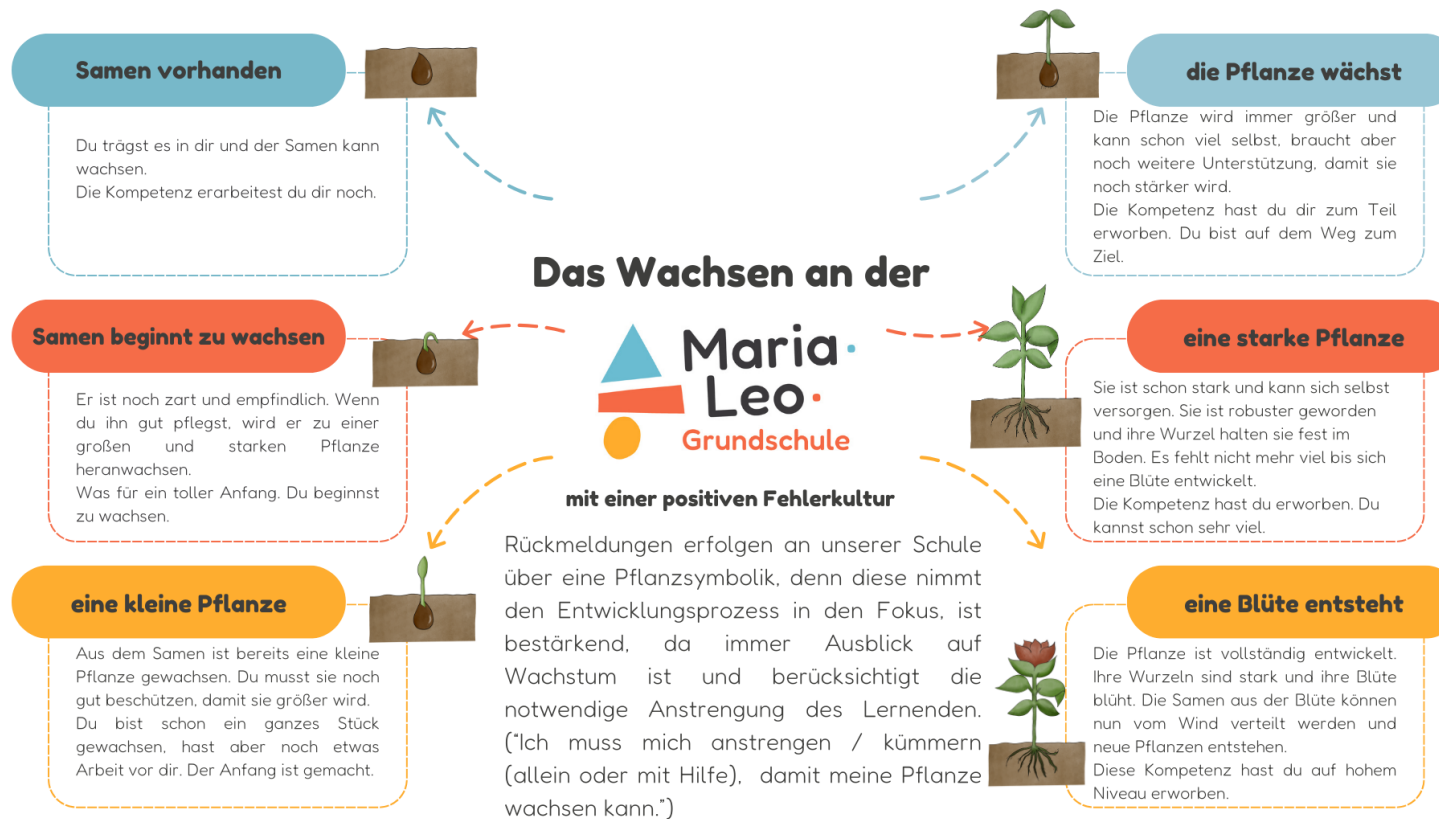 Samen vorhanden
Du trägst es in dir und der Samen kann
wachsen.
Die Kompetenz erarbeitest du dir noch.
Samen beginnt zu wachsen
Er ist noch zart und empfindlich. Wenn
du ihn gut pflegst, wird er zu einer
großen und starken Pflanze
heranwachsen.
Was für ein toller Anfang. Du beginnst
zu wachsen.
eine kleine Pflanze
Aus dem Samen ist bereits eine kleine
Pflanze gewachsen. Du musst sie noch
gut beschützen, damit sie größer wird.
Du bist schon ein ganzes Stück
gewachsen, hast aber noch etwas
Arbeit vor dir. Der Anfang ist gemacht.
Das Wachsen an der
Maria
Leo
Grundschule
mit einer positiven Fehlerkultur
Rückmeldungen erfolgen an unserer Schule
über eine Pflanzsymbolik, denn diese nimmt
den Entwicklungsprozess in den Fokus, ist
bestärkend, da immer Ausblick auf
Wachstum ist und berücksichtigt die
notwendige Anstrengung des Lernenden.
("Ich muss mich anstrengen / kümmern
(allein oder mit Hilfe), damit meine Pflanze
wachsen kann.")
die Pflanze wächst
Die Pflanze wird immer größer und
kann schon viel selbst, braucht aber
noch weitere Unterstützung, damit sie
noch stärker wird.
Die Kompetenz hast du dir zum Teil
erworben. Du bist auf dem Weg zum
Ziel.
eine starke Pflanze
Sie ist schon stark und kann sich selbst
versorgen. Sie ist robuster geworden
und ihre Wurzel halten sie fest im
Boden. Es fehlt nicht mehr viel bis sich
eine Blüte entwickelt.
Die Kompetenz hast du erworben. Du
kannst schon sehr viel.
eine Blüte entsteht
Die Pflanze ist vollständig entwickelt.
Ihre Wurzeln sind stark und ihre Blüte
blüht. Die Samen aus der Blüte können
nun vom Wind verteilt werden und
neue Pflanzen entstehen.
Diese Kompetenz hast du auf hohem
Niveau erworben.